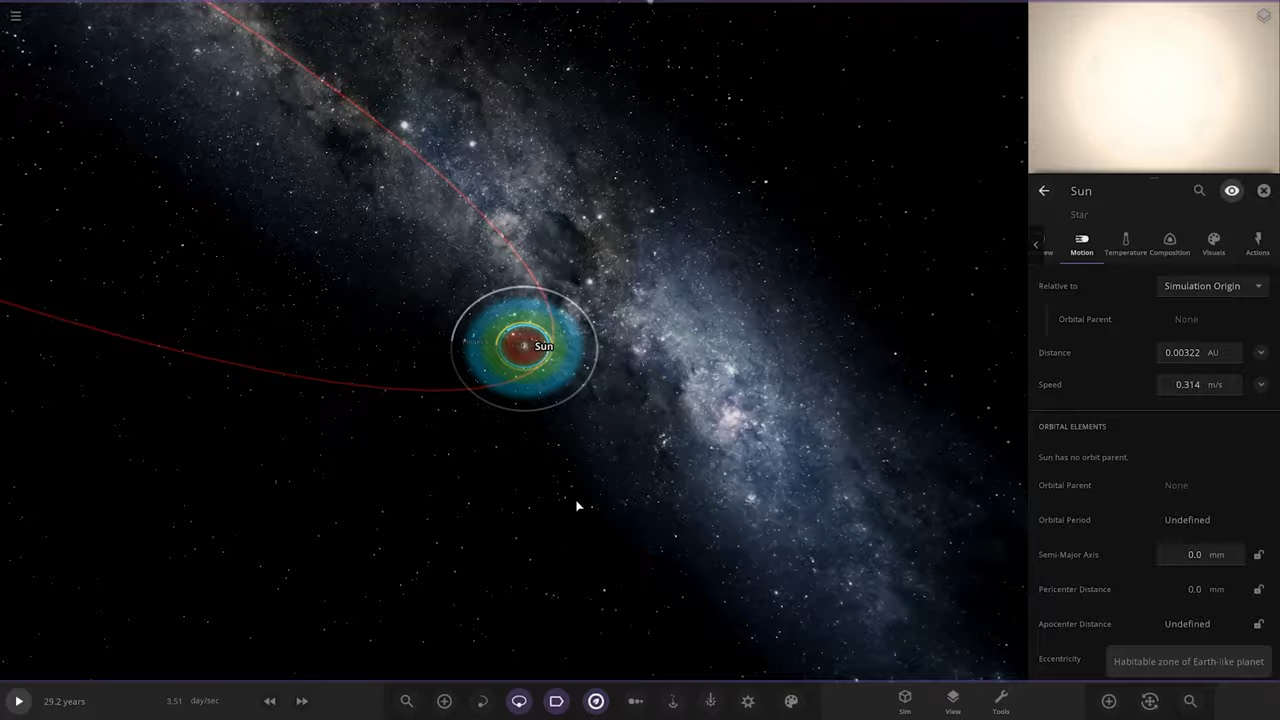 Sun
Star
ew
Motion
Temperature
Composition
Visuals
Actions
Relative to
Simulation Origin
Orbital Parent
None
Distance
0.00322 AU
Speed
0.314 m/s
ORBITAL ELEMENTS
Sun has no orbit parent.
Orbital Parent
None
Orbital Period
Undefined
Semi-Major Axis
0.0 mm
Pericenter Distance
0.0 mm
Apocenter Distance
Undefined
Eccentricity
Habitable zone of Earth-like planet
Sun
29.2 years
3.51 day/sec
Sim
View
Tools